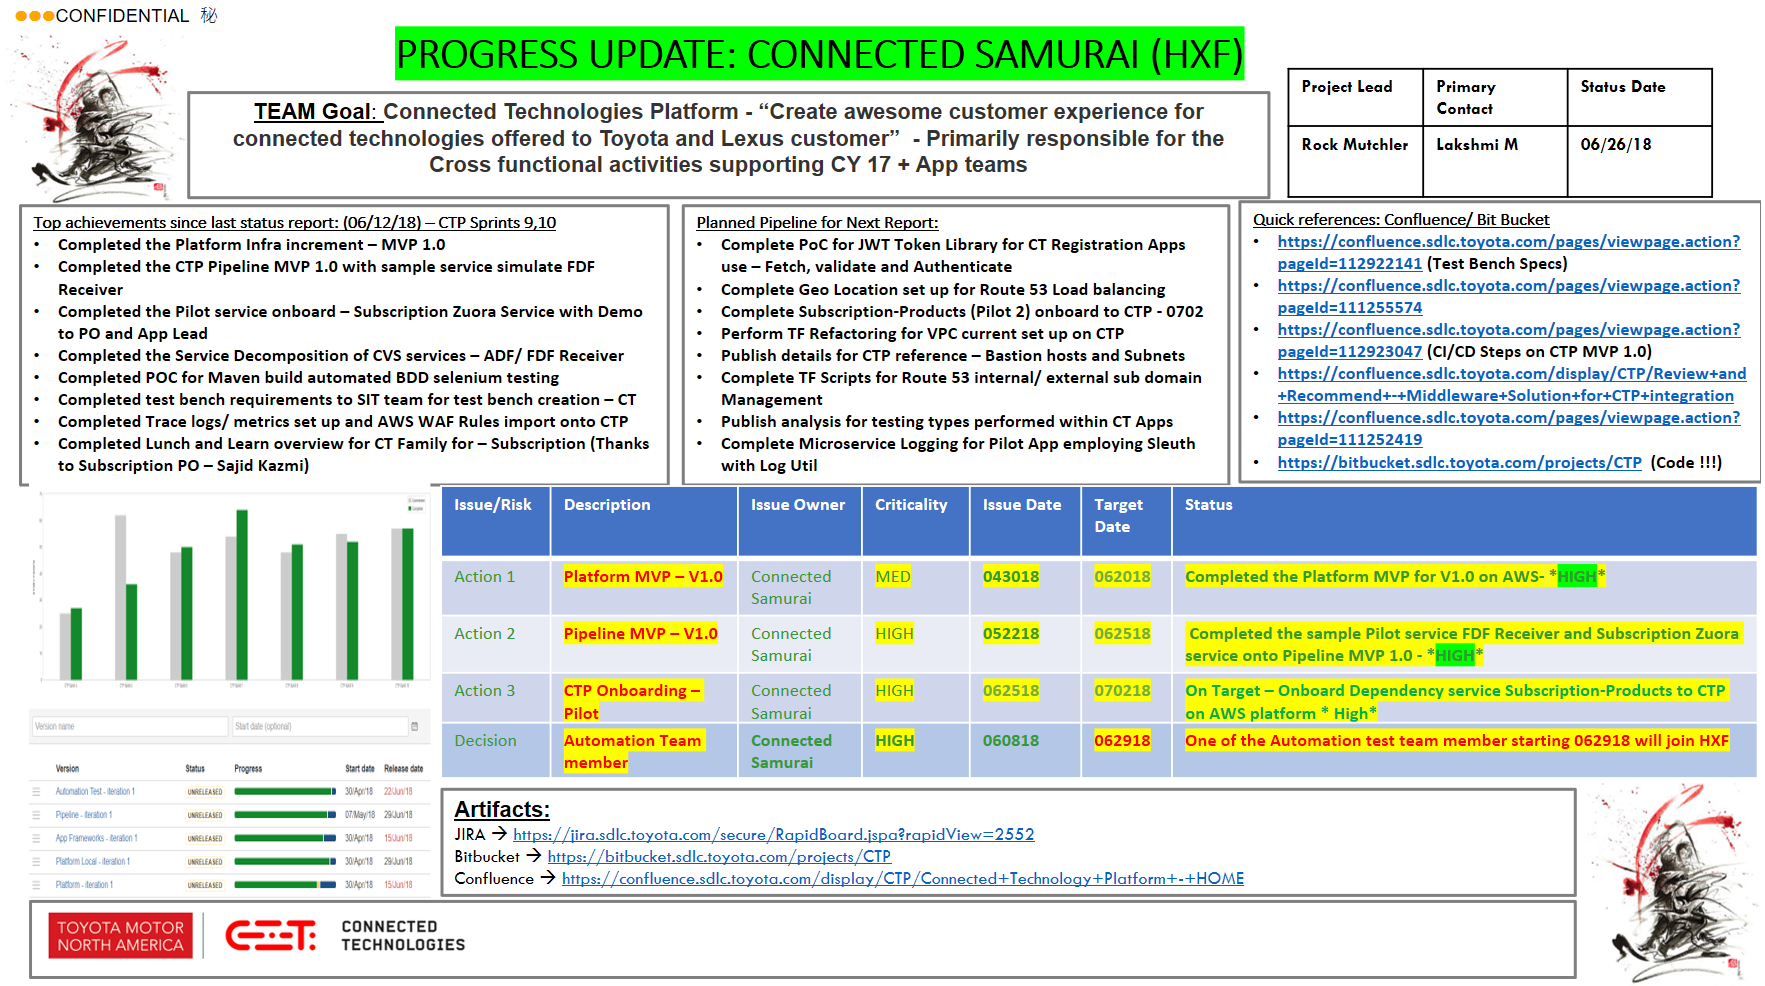 CONFIDENTIAL 秘
PROGRESS UPDATE: CONNECTED SAMURAI (HXF)
TEAM Goal: Connected Technologies Platform - “Create awesome customer experience for
connected technologies offered to Toyota and Lexus customer” - Primarily responsible for the
Cross functional activities supporting CY 17 + App teams
Project Lead
Primary
Contact
Status Date
Rock Mutchler
Lakshmi M
06/26/18
Top achievements since last status report: (06/12/18) – CTP Sprints 9,10
• Completed the Platform Infra increment – MVP 1.0
• Completed the CTP Pipeline MVP 1.0 with sample service simulate FDF
Receiver
• Completed the Pilot service onboard – Subscription Zuora Service with Demo
to PO and App Lead
• Completed the Service Decomposition of CVS services – ADF/ FDF Receiver
• Completed POC for Maven build automated BDD selenium testing
• Completed test bench requirements to SIT team for test bench creation – CT
• Completed Trace logs/ metrics set up and AWS WAF Rules import onto CTP
• Completed Lunch and Learn overview for CT Family for – Subscription (Thanks
to Subscription PO – Sajid Kazmi)
Planned Pipeline for Next Report:
• Complete PoC for JWT Token Library for CT Registration Apps
use – Fetch, validate and Authenticate
• Complete Geo Location set up for Route 53 Load balancing
• Complete Subscription-Products (Pilot 2) onboard to CTP - 0702
• Perform TF Refactoring for VPC current set up on CTP
• Publish details for CTP reference – Bastion hosts and Subnets
• Complete TF Scripts for Route 53 internal/ external sub domain
Management
• Publish analysis for testing types performed within CT Apps
• Complete Microservice Logging for Pilot App employing Sleuth
with Log Util
Quick references: Confluence/ Bit Bucket
• https://confluence.sdlc.toyota.com/pages/viewpage.action?
pageId=112922141 (Test Bench Specs)
• https://confluence.sdlc.toyota.com/pages/viewpage.action?
pageId=111255574
• https://confluence.sdlc.toyota.com/pages/viewpage.action?
pageId=112923047 (CI/CD Steps on CTP MVP 1.0)
• https://confluence.sdlc.toyota.com/display/CTP/Review+and
+Recommend+-+Middleware+Solution+for+CTP+integration
• https://confluence.sdlc.toyota.com/pages/viewpage.action?
pageId=111252419
• https://bitbucket.sdlc.toyota.com/projects/CTP (Code !!!)
Version name
Start date (optional)
Version Status Progress Start date Release date
Automation Test - iteration 1 UNRELEASED 30/Apr/18 22/Jun/18
Pipeline - iteration 1 UNRELEASED 07/May/18 29/Jun/18
App Frameworks - iteration 1 UNRELEASED 30/Apr/18 15/Jun/18
Platform Local - iteration 1 UNRELEASED 30/Apr/18 29/Jun/18
Platform - iteration 1 UNRELEASED 30/Apr/18 15/Jun/18
Issue/Risk
Description
Issue Owner
Criticality
Issue Date
Target
Date
Status
Action 1
Platform MVP – V1.0
Connected
Samurai
MED
043018
062018
Completed the Platform MVP for V1.0 on AWS- *HIGH*
Action 2
Pipeline MVP – V1.0
Connected
Samurai
HIGH
052218
062518
Completed the sample Pilot service FDF Receiver and Subscription Zuora
service onto Pipeline MVP 1.0 - *HIGH*
Action 3
CTP Onboarding –
Pilot
Connected
Samurai
HIGH
062518
070218
On Target – Onboard Dependency service Subscription-Products to CTP
on AWS platform * High*
Decision
Automation Team
member
Connected
Samurai
HIGH
060818
062918
One of the Automation test team member starting 062918 will join HXF
Artifacts:
JIRA → https://jira.sdlc.toyota.com/secure/RapidBoard.jspa?rapidView=2552
Bitbucket → https://bitbucket.sdlc.toyota.com/projects/CTP
Confluence → https://confluence.sdlc.toyota.com/display/CTP/Connected+Technology+Platform+-+HOME
TOYOTA MOTOR
NORTH AMERICA
CONNECTED
TECHNOLOGIES